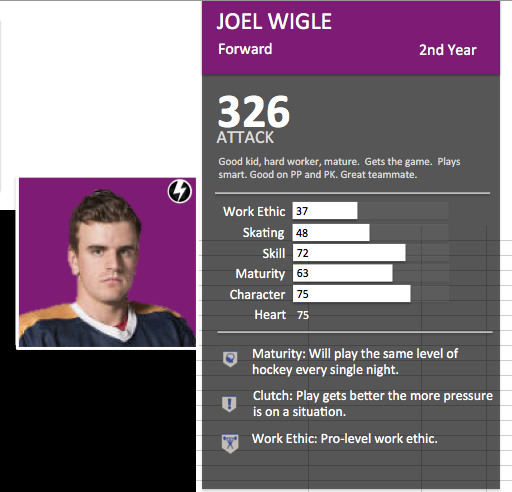 JOEL WIGLE
Forward 2nd Year
326
ATTACK
Good kid, hard worker, mature. Gets the game. Plays
smart. Good on PP and PK. Great teammate.
Work Ethic 37
Skating 48
Skill 72
Maturity 63
Character 75
Heart 75
Maturity: Will play the same level of
hockey every single night.
Clutch: Play gets better the more pressure
is on a situation.
Work Ethic: Pro-level work ethic.